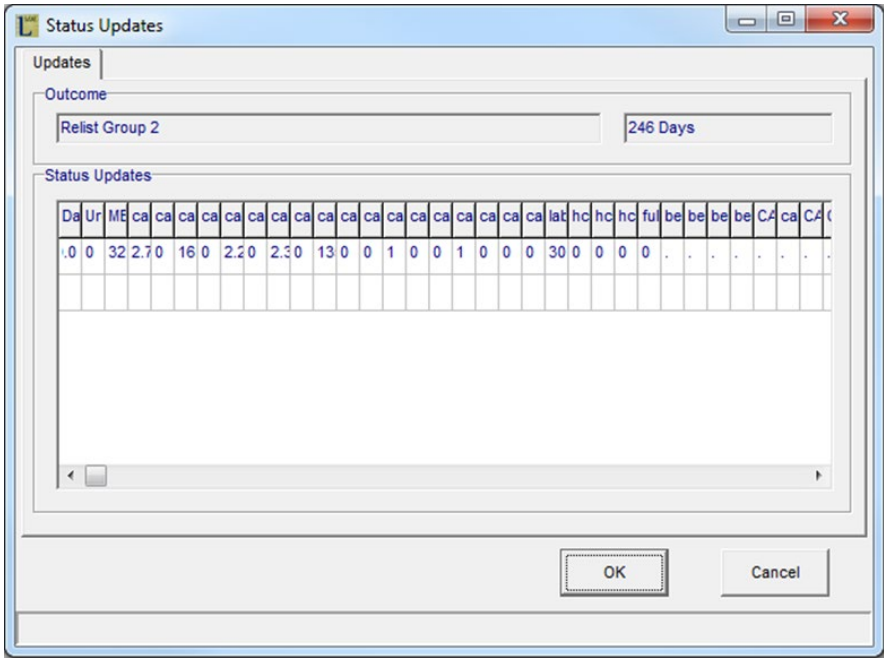 Status Updates
Updates
Outcome
Relist Group 2 246 Days
Status Updates
Da Ur ME ca ca ca ca ca ca ca ca ca ca ca ca ca ca ca ca ca ca lab hc hc hc ful be be be be CA ca CA
.0 0 32 2.7 0 16 0 2.2 0 2.3 0 13 0 0 1 0 0 1 0 0 0 30 0 0 0 0 . . . . . . . .
OK Cancel